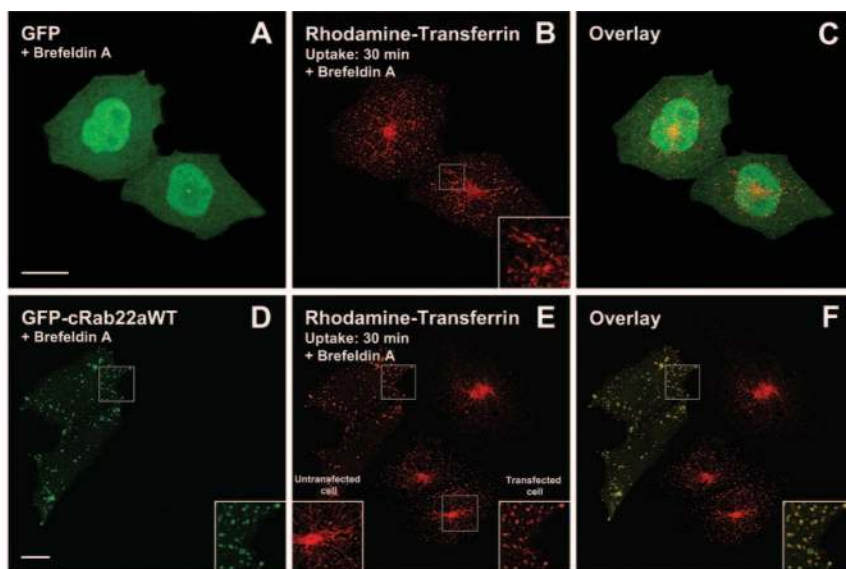 GFP
+ Brefeldin A
A
Rhodamine-Transferrin
Uptake: 30 min
+ Brefeldin A
B
Overlay
C
GFP-cRab22aWT
+ Brefeldin A
D
Rhodamine-Transferrin
Uptake: 30 min
+ Brefeldin A
E
Untransfected
cell
Transfected
cell
Overlay
F